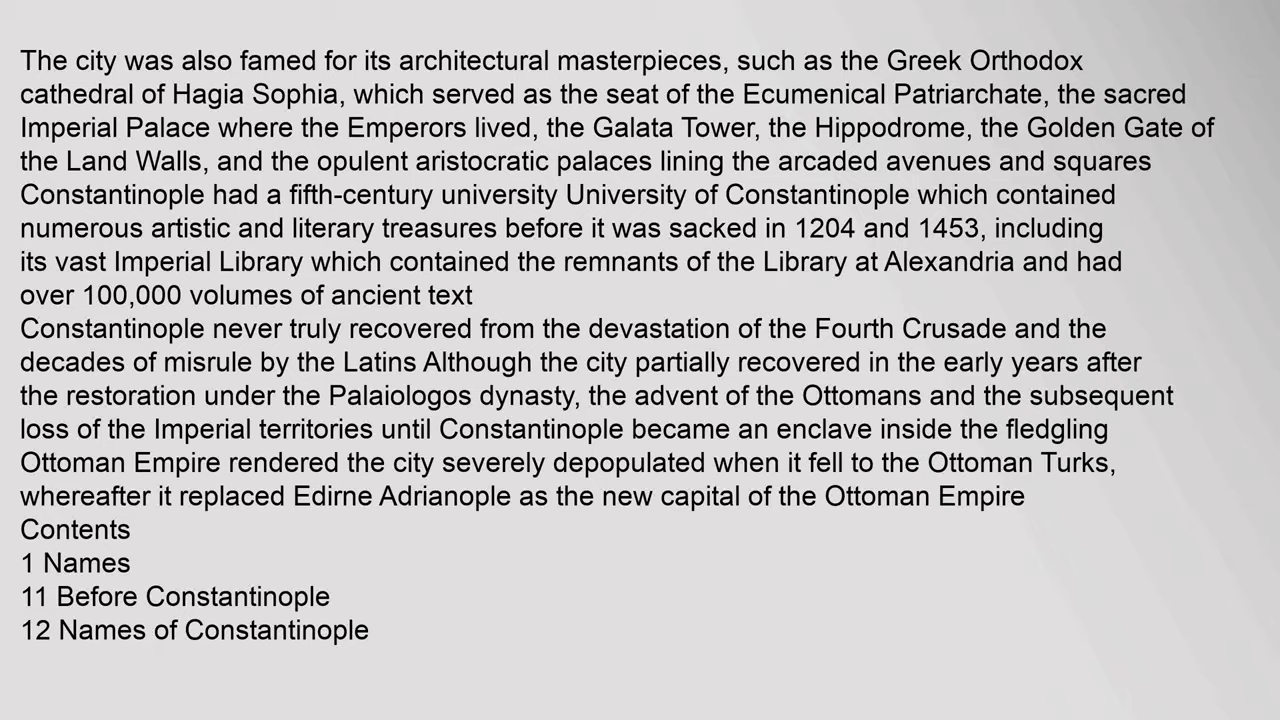 The city was also famed for its architectural masterpieces, such as the Greek Orthodox
cathedral of Hagia Sophia, which served as the seat of the Ecumenical Patriarchate, the sacred
Imperial Palace where the Emperors lived, the Galata Tower, the Hippodrome, the Golden Gate of
the Land Walls, and the opulent aristocratic palaces lining the arcaded avenues and squares
Constantinople had a fifth-century university University of Constantinople which contained
numerous artistic and literary treasures before it was sacked in 1204 and 1453, including
its vast Imperial Library which contained the remnants of the Library at Alexandria and had
over 100,000 volumes of ancient text
Constantinople never truly recovered from the devastation of the Fourth Crusade and the
decades of misrule by the Latins Although the city partially recovered in the early years after
the restoration under the Palaiologos dynasty, the advent of the Ottomans and the subsequent
loss of the Imperial territories until Constantinople became an enclave inside the fledgling
Ottoman Empire rendered the city severely depopulated when it fell to the Ottoman Turks,
whereafter it replaced Edirne Adrianople as the new capital of the Ottoman Empire
Contents
1 Names
11 Before Constantinople
12 Names of Constantinople